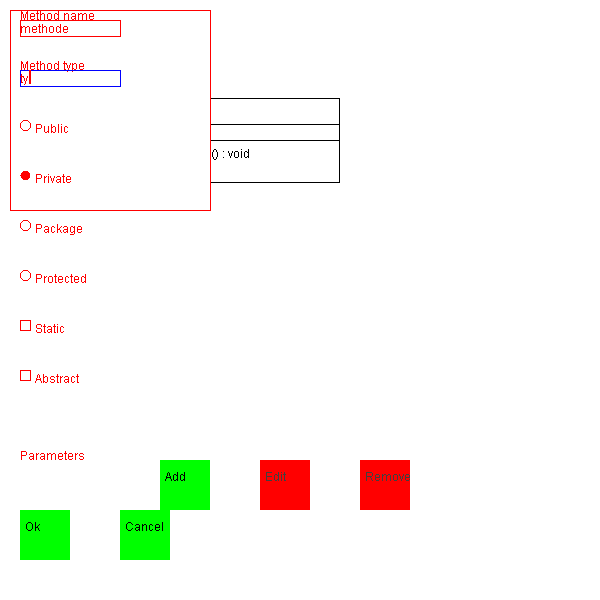 Method name
methode
Method type
ty
Public
() : void
Private
Package
Protected
Static
Abstract
Parameters
Add
Edit
Remove
Ok
Cancel